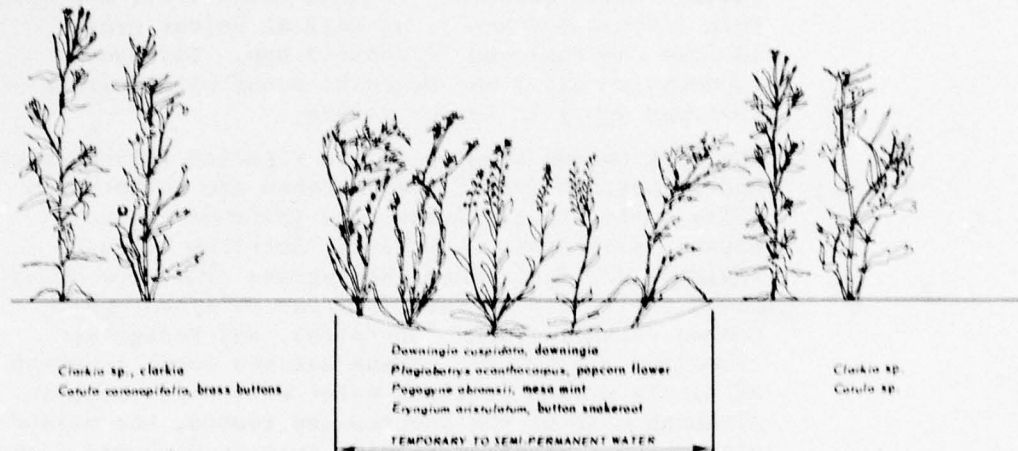 Clarkia sp., clarkia
Cotula coronopifolia, brass buttons
Downingia cuspidata, downingia
Plagiobothrys acanthocarpus, popcorn flower
Pogogyne abramsii, mesa mint
Eryngium aristulatum, button snakeroot
TEMPORARY TO SEMI-PERMANENT WATER
Clarkia sp.
Cotula sp.